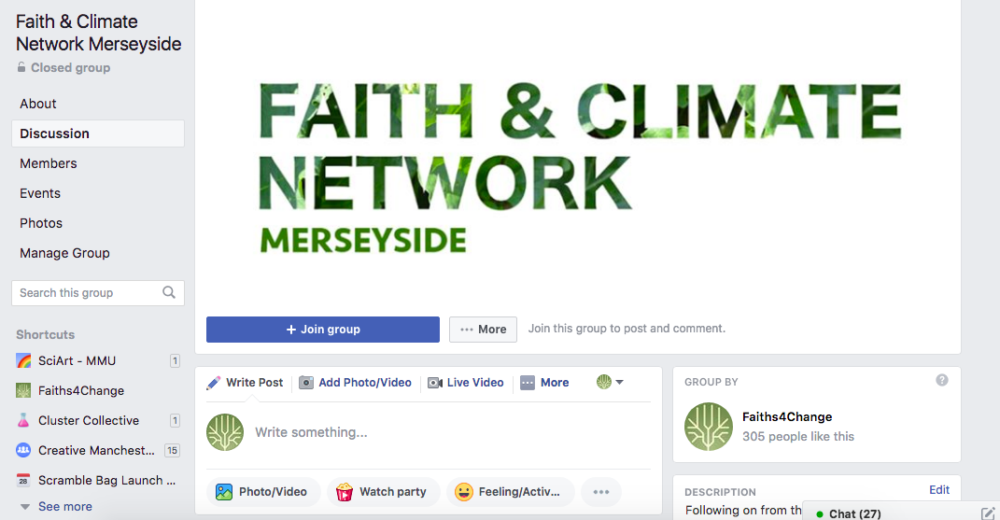 Faith & Climate
Network Merseyside
Closed group
About
Discussion
Members
Events
Photos
Manage Group
Search this group
Shortcuts
SciArt - MMU 1
Faiths4Change
Cluster Collective 1
Creative Manchest... 15
28 Scramble Bag Launch ...
See more
FAITH & CLIMATE
NETWORK
MERSEYSIDE
+ Join group
... More
Join this group to post and comment.
Write Post
Add Photo/Video
Live Video
More
Write something...
Photo/Video
Watch party
Feeling/Activ...
GROUP BY
?
Faiths4Change
305 people like this
DESCRIPTION
Edit
Following on from th
Chat (27)